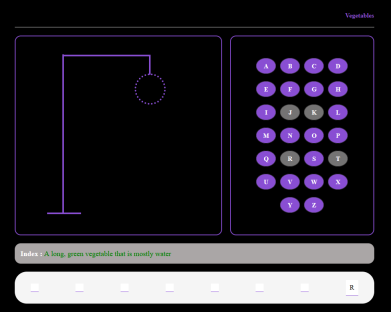 Vegetables
A B C D
E F G H
I J K L
M N O P
Q R S T
U V W X
Y Z
Index : A long, green vegetable that is mostly water
R